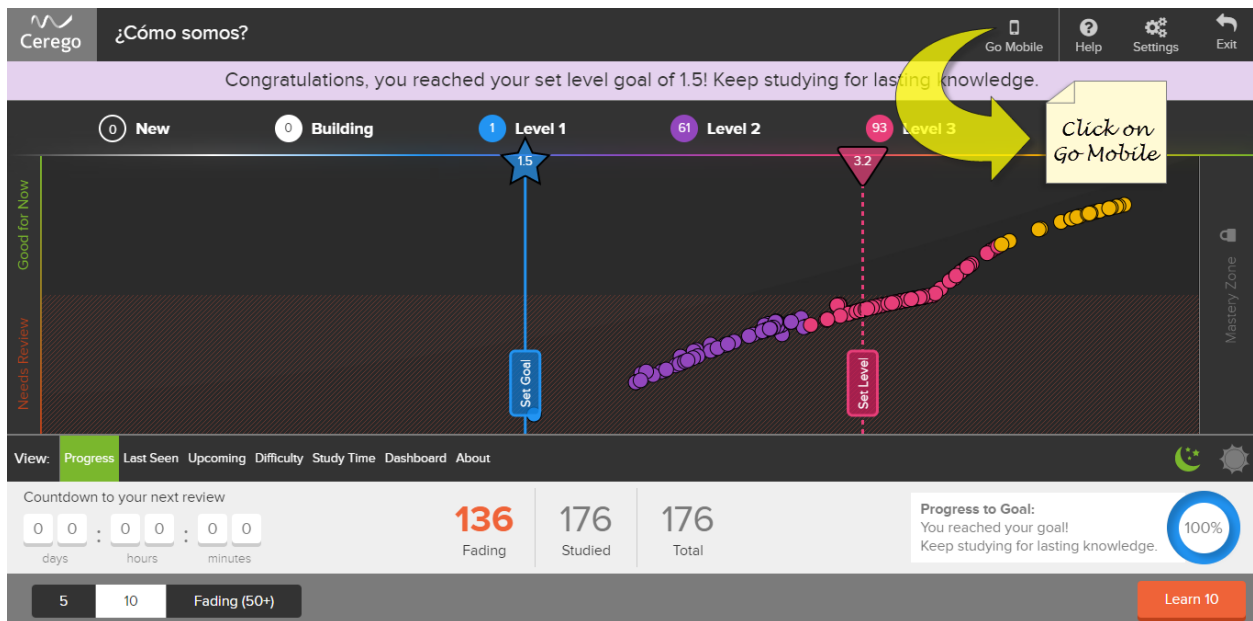 Cerego
¿Cómo somos?
Go Mobile
Help
Settings
Exit
Congratulations, you reached your set level goal of 1.5! Keep studying for lasting knowledge.
0 New
0 Building
1 Level 1
61 Level 2
93 Level 3
Click on
Go Mobile
1.5
3.2
Good for Now
Needs Review
Set Goal
Set Level
Mastery Zone
View: Progress Last Seen Upcoming Difficulty Study Time Dashboard About
Countdown to your next review
0 0 : 0 0 : 0 0
days hours minutes
136
Fading
176
Studied
176
Total
Progress to Goal:
You reached your goal!
Keep studying for lasting knowledge.
100%
5
10
Fading (50+)
Learn 10